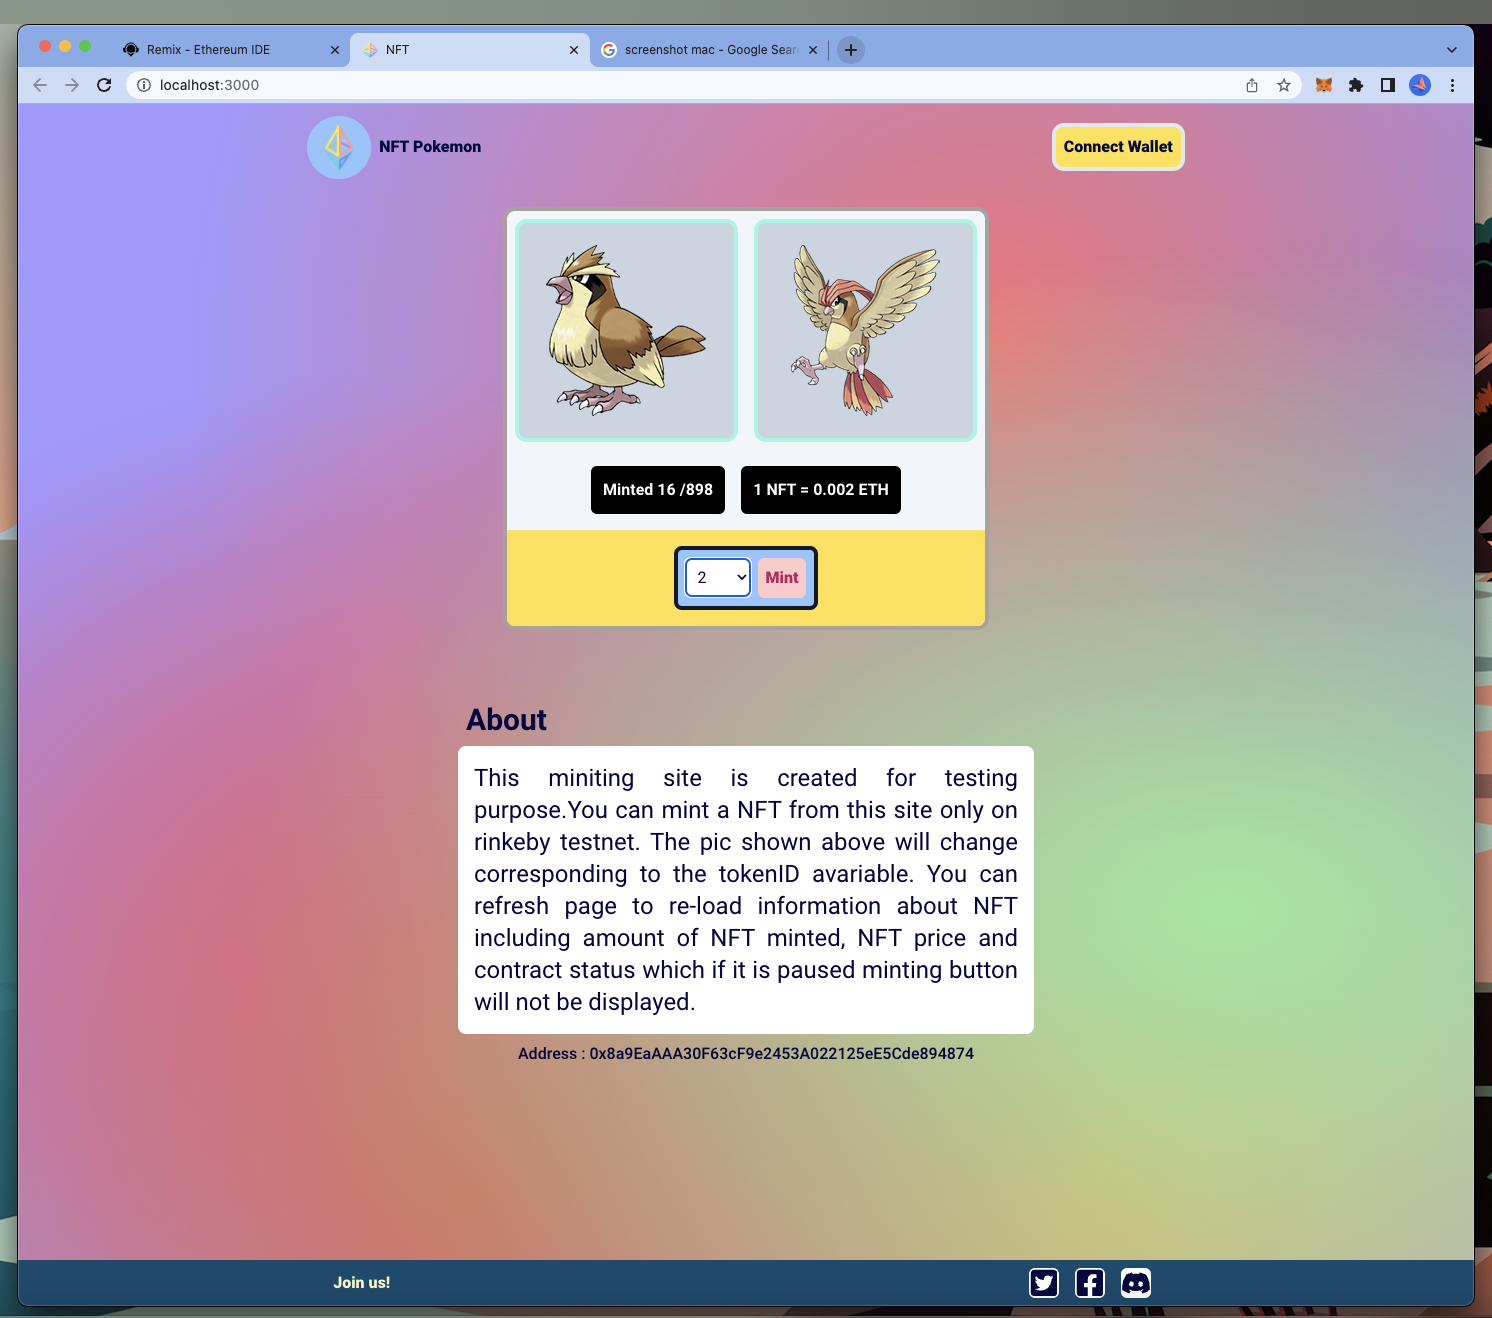 Remix - Ethereum IDE
NFT
screenshot mac - Google Sear
localhost:3000
NFT Pokemon
Connect Wallet
Minted 16 /898
1 NFT = 0.002 ETH
2
Mint
About
This miniting site is created for testing
purpose.You can mint a NFT from this site only on
rinkeby testnet. The pic shown above will change
corresponding to the tokenID avariable. You can
refresh page to re-load information about NFT
including amount of NFT minted, NFT price and
contract status which if it is paused minting button
will not be displayed.
Address : 0x8a9EaAAA30F63cF9e2453A022125eE5Cde894874
Join us!